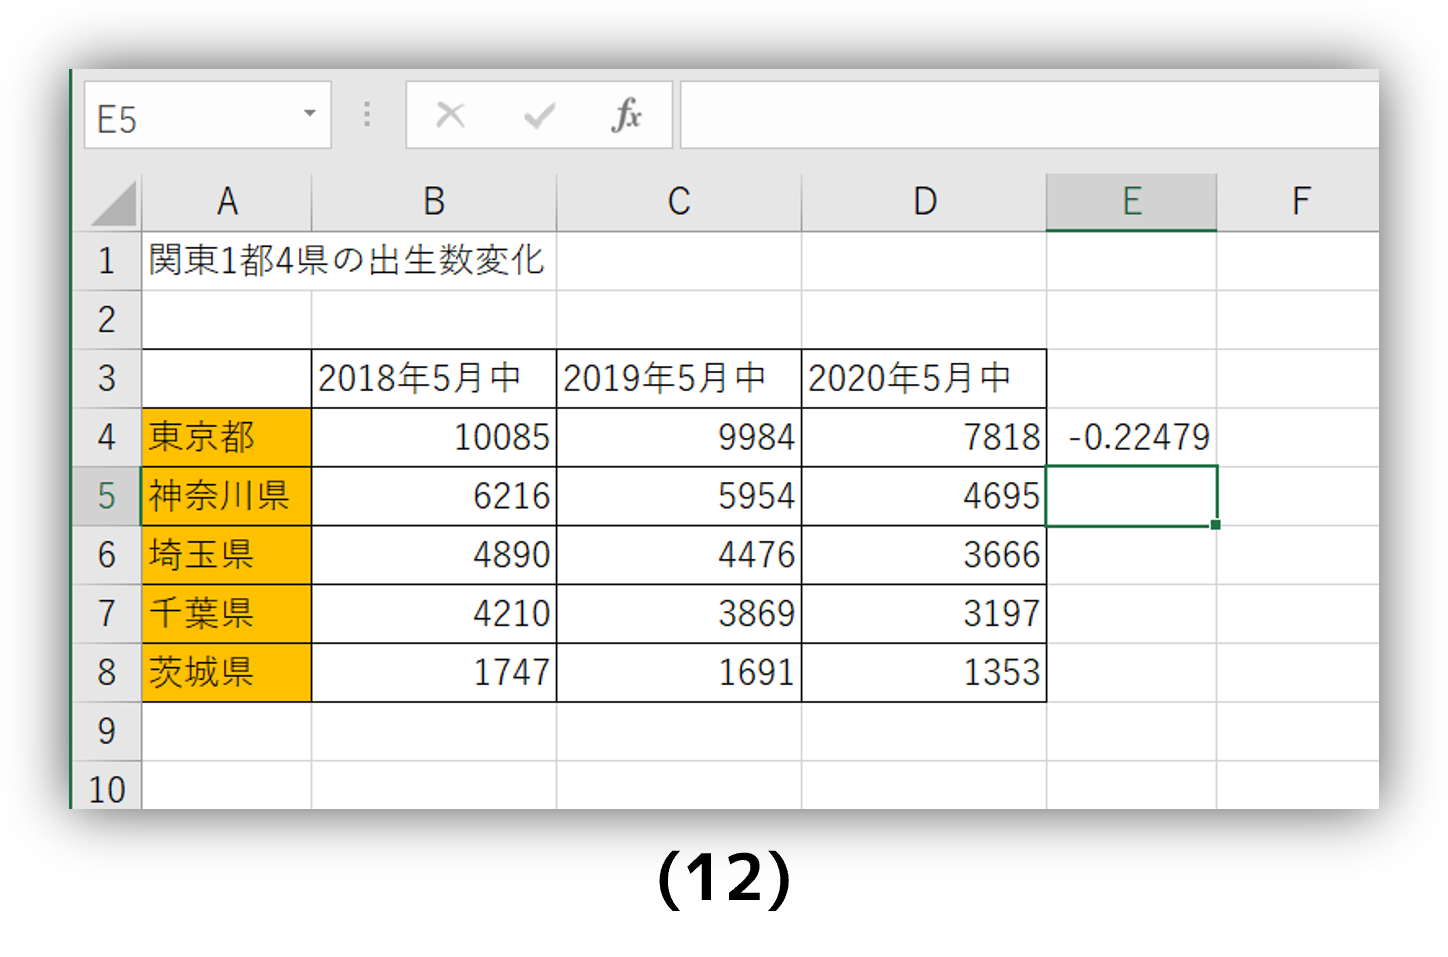 E5 fx
A B C D E F
1 関東1都4県の出生数変化
2
3 2018年5月中 2019年5月中 2020年5月中
4 東京都 10085 9984 7818 -0.22479
5 神奈川県 6216 5954 4695
6 埼玉県 4890 4476 3666
7 千葉県 4210 3869 3197
8 茨城県 1747 1691 1353
9
10
(12)